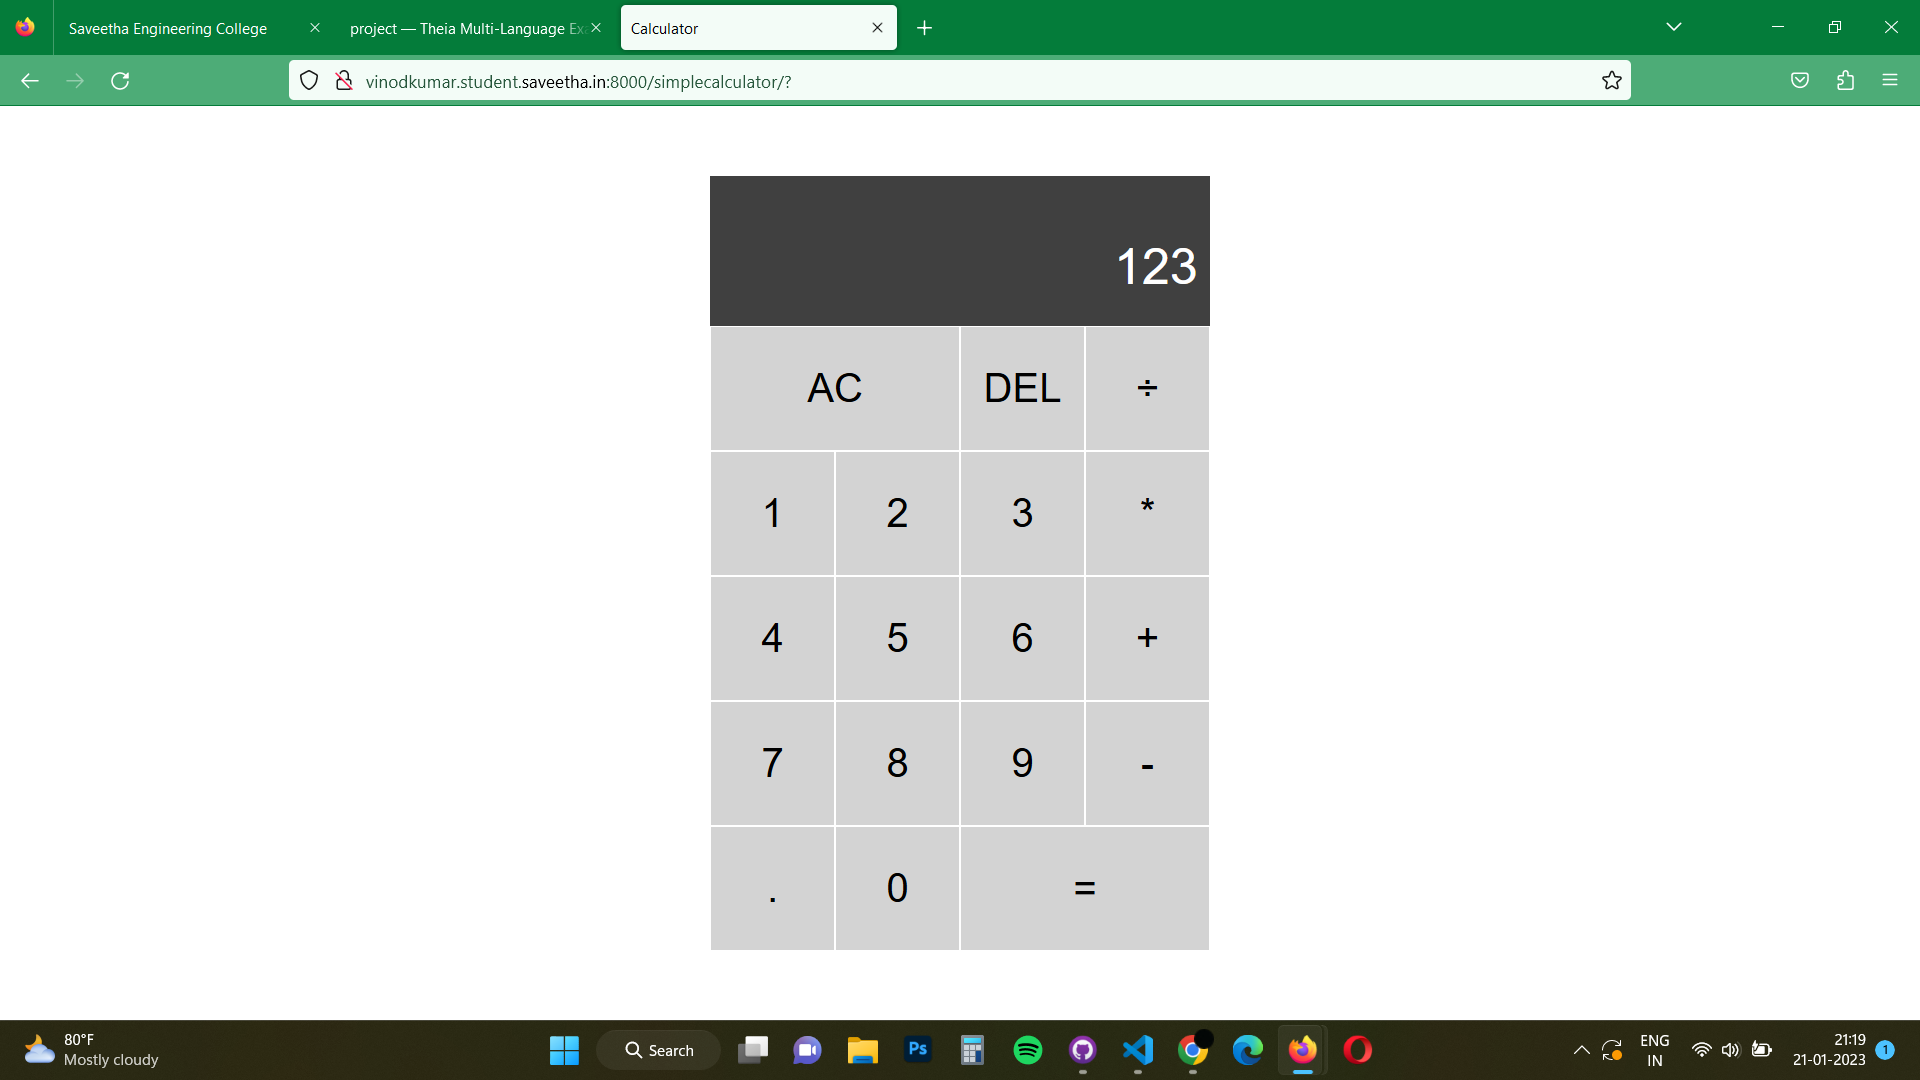 Saveetha Engineering College
project — Theia Multi-Language Ex
Calculator
vinodkumar.student.saveetha.in:8000/simplecalculator/?
123
AC DEL ÷
1 2 3 *
4 5 6 +
7 8 9 -
. 0 =
80°F
Mostly cloudy
Search
Ps
ENG
IN
21:19
21-01-2023
1